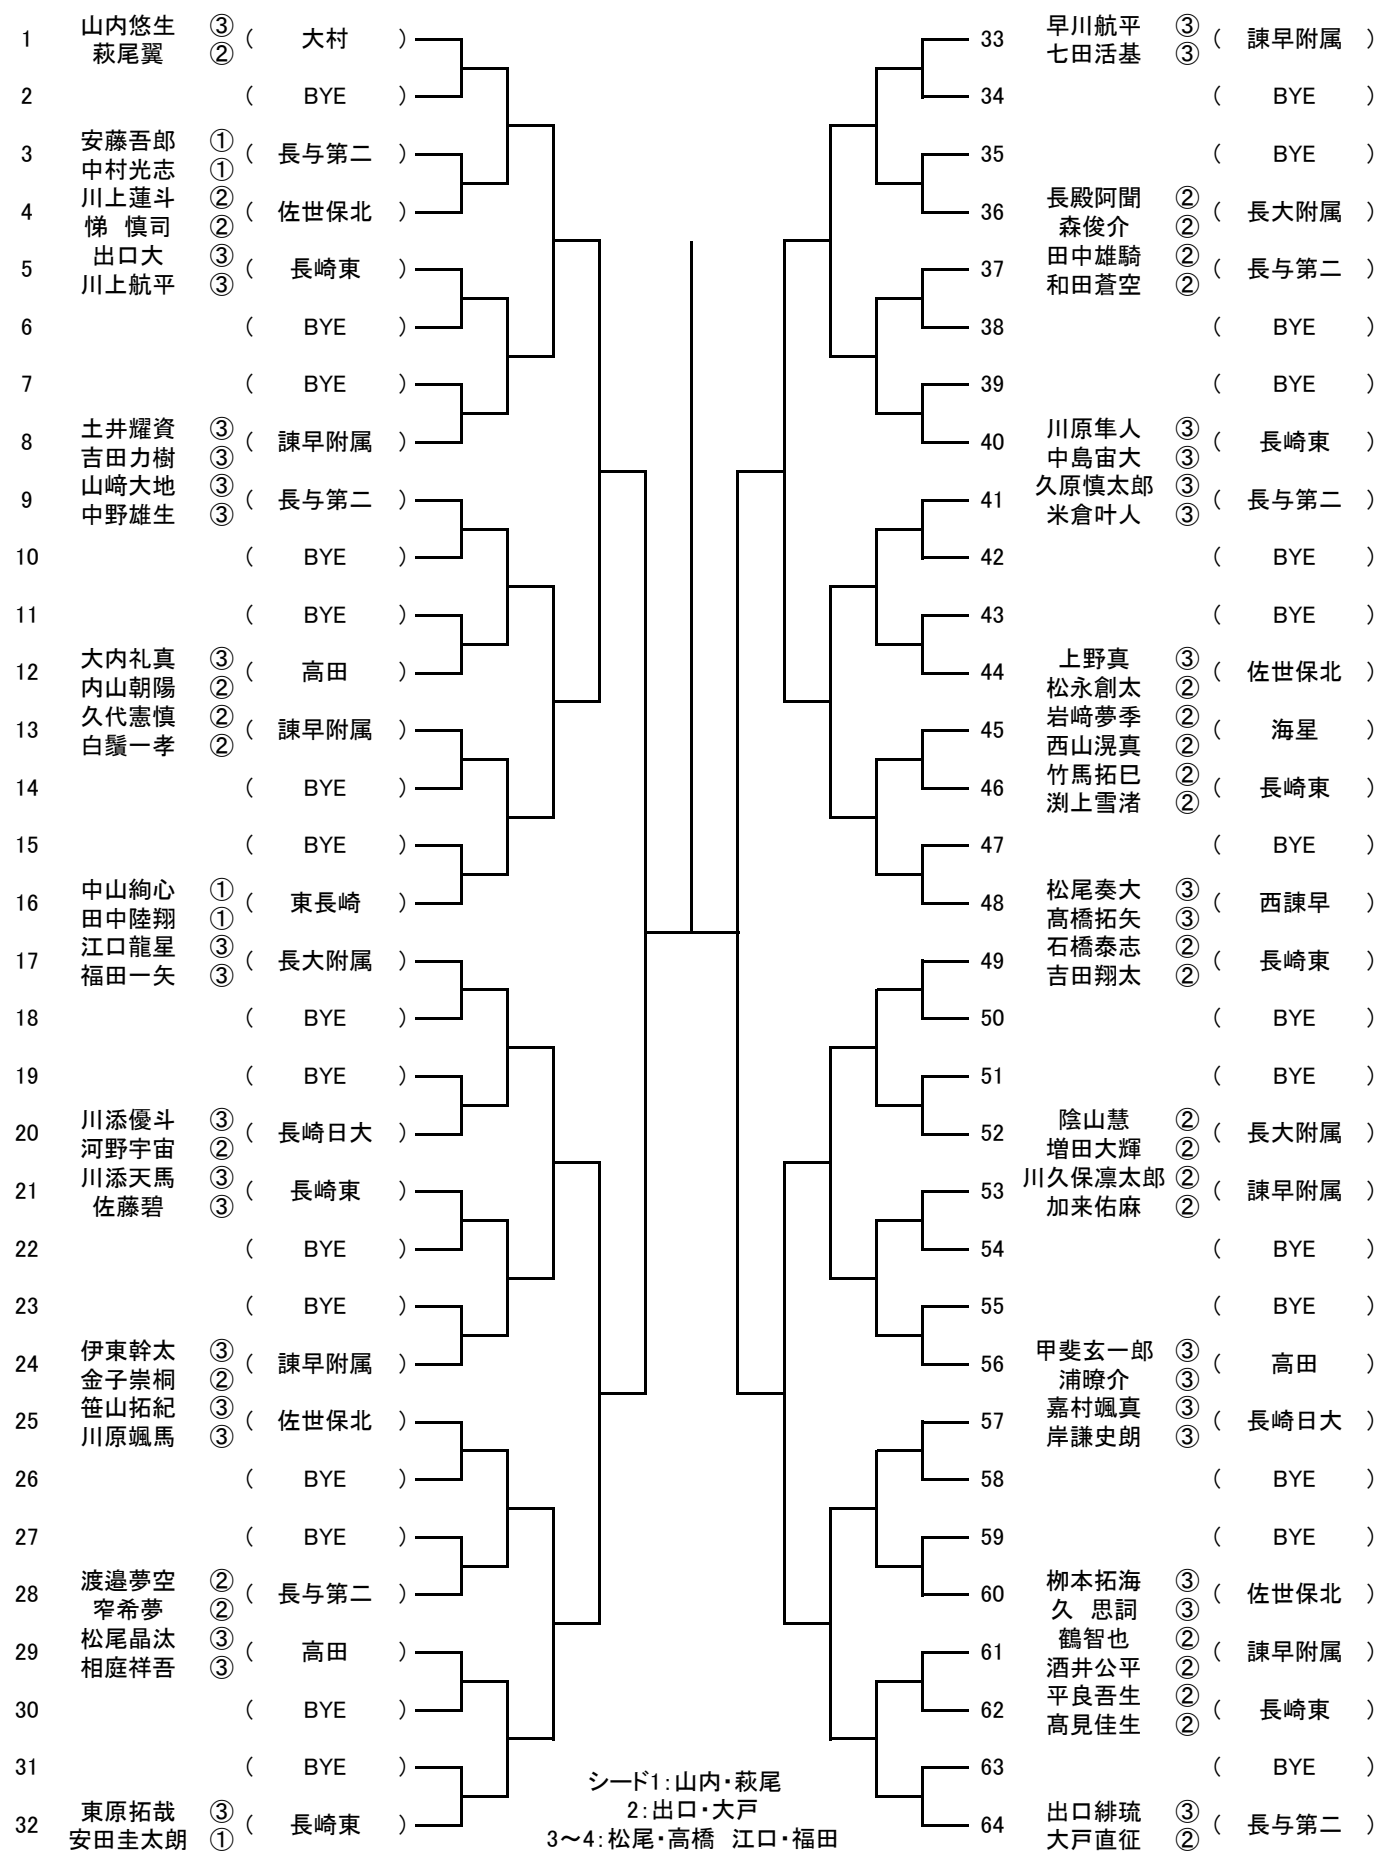 山内悠生 ③
1 ( 大村 )
萩尾翼 ②
2 ( BYE )
安藤吾郎 ①
3 ( 長与第二 )
中村光志 ①
川上蓮斗 ②
4 ( 佐世保北 )
悌 慎司 ②
出口大 ③
5 ( 長崎東 )
川上航平 ③
6 ( BYE )
7 ( BYE )
土井耀資 ③
8 ( 諫早附属 )
吉田力樹 ③
山﨑大地 ③
9 ( 長与第二 )
中野雄生 ③
10 ( BYE )
11 ( BYE )
大内礼真 ③
12 ( 高田 )
内山朝陽 ②
久代憲慎 ②
13 ( 諫早附属 )
白鬚一孝 ②
14 ( BYE )
15 ( BYE )
中山絢心 ①
16 ( 東長崎 )
田中陸翔 ①
江口龍星 ③
17 ( 長大附属 )
福田一矢 ③
18 ( BYE )
19 ( BYE )
川添優斗 ③
20 ( 長崎日大 )
河野宇宙 ②
川添天馬 ③
21 ( 長崎東 )
佐藤碧 ③
22 ( BYE )
23 ( BYE )
伊東幹太 ③
24 ( 諫早附属 )
金子崇桐 ②
笹山拓紀 ③
25 ( 佐世保北 )
川原颯馬 ③
26 ( BYE )
27 ( BYE )
渡邉夢空 ②
28 ( 長与第二 )
窄希夢 ②
松尾晶汰 ③
29 ( 高田 )
相庭祥吾 ③
30 ( BYE )
31 ( BYE )
東原拓哉 ③
32 ( 長崎東 )
安田圭太朗 ①
早川航平 ③
33 ( 諫早附属 )
七田活基 ③
34 ( BYE )
35 ( BYE )
長殿阿聞 ②
36 ( 長大附属 )
森俊介 ②
田中雄騎 ②
37 ( 長与第二 )
和田蒼空 ②
38 ( BYE )
39 ( BYE )
川原隼人 ③
40 ( 長崎東 )
中島宙大 ③
久原慎太郎 ③
41 ( 長与第二 )
米倉叶人 ③
42 ( BYE )
43 ( BYE )
上野真 ③
44 ( 佐世保北 )
松永創太 ②
岩﨑夢季 ②
45 ( 海星 )
西山滉真 ②
竹馬拓巳 ②
46 ( 長崎東 )
渕上雪渚 ②
47 ( BYE )
松尾奏大 ③
48 ( 西諫早 )
髙橋拓矢 ③
石橋泰志 ②
49 ( 長崎東 )
吉田翔太 ②
50 ( BYE )
51 ( BYE )
陰山慧 ②
52 ( 長大附属 )
増田大輝 ②
川久保凛太郎 ②
53 ( 諫早附属 )
加来佑麻 ②
54 ( BYE )
55 ( BYE )
甲斐玄一郎 ③
56 ( 高田 )
浦暸介 ③
嘉村颯真 ③
57 ( 長崎日大 )
岸謙史朗 ③
58 ( BYE )
59 ( BYE )
栁本拓海 ③
60 ( 佐世保北 )
久 思詞 ③
鶴智也 ②
61 ( 諫早附属 )
酒井公平 ②
平良吾生 ②
62 ( 長崎東 )
髙見佳生 ②
63 ( BYE )
出口緋琉 ③
64 ( 長与第二 )
大戸直征 ②
シード1:山内・萩尾
2:出口・大戸
3～4:松尾・高橋 江口・福田